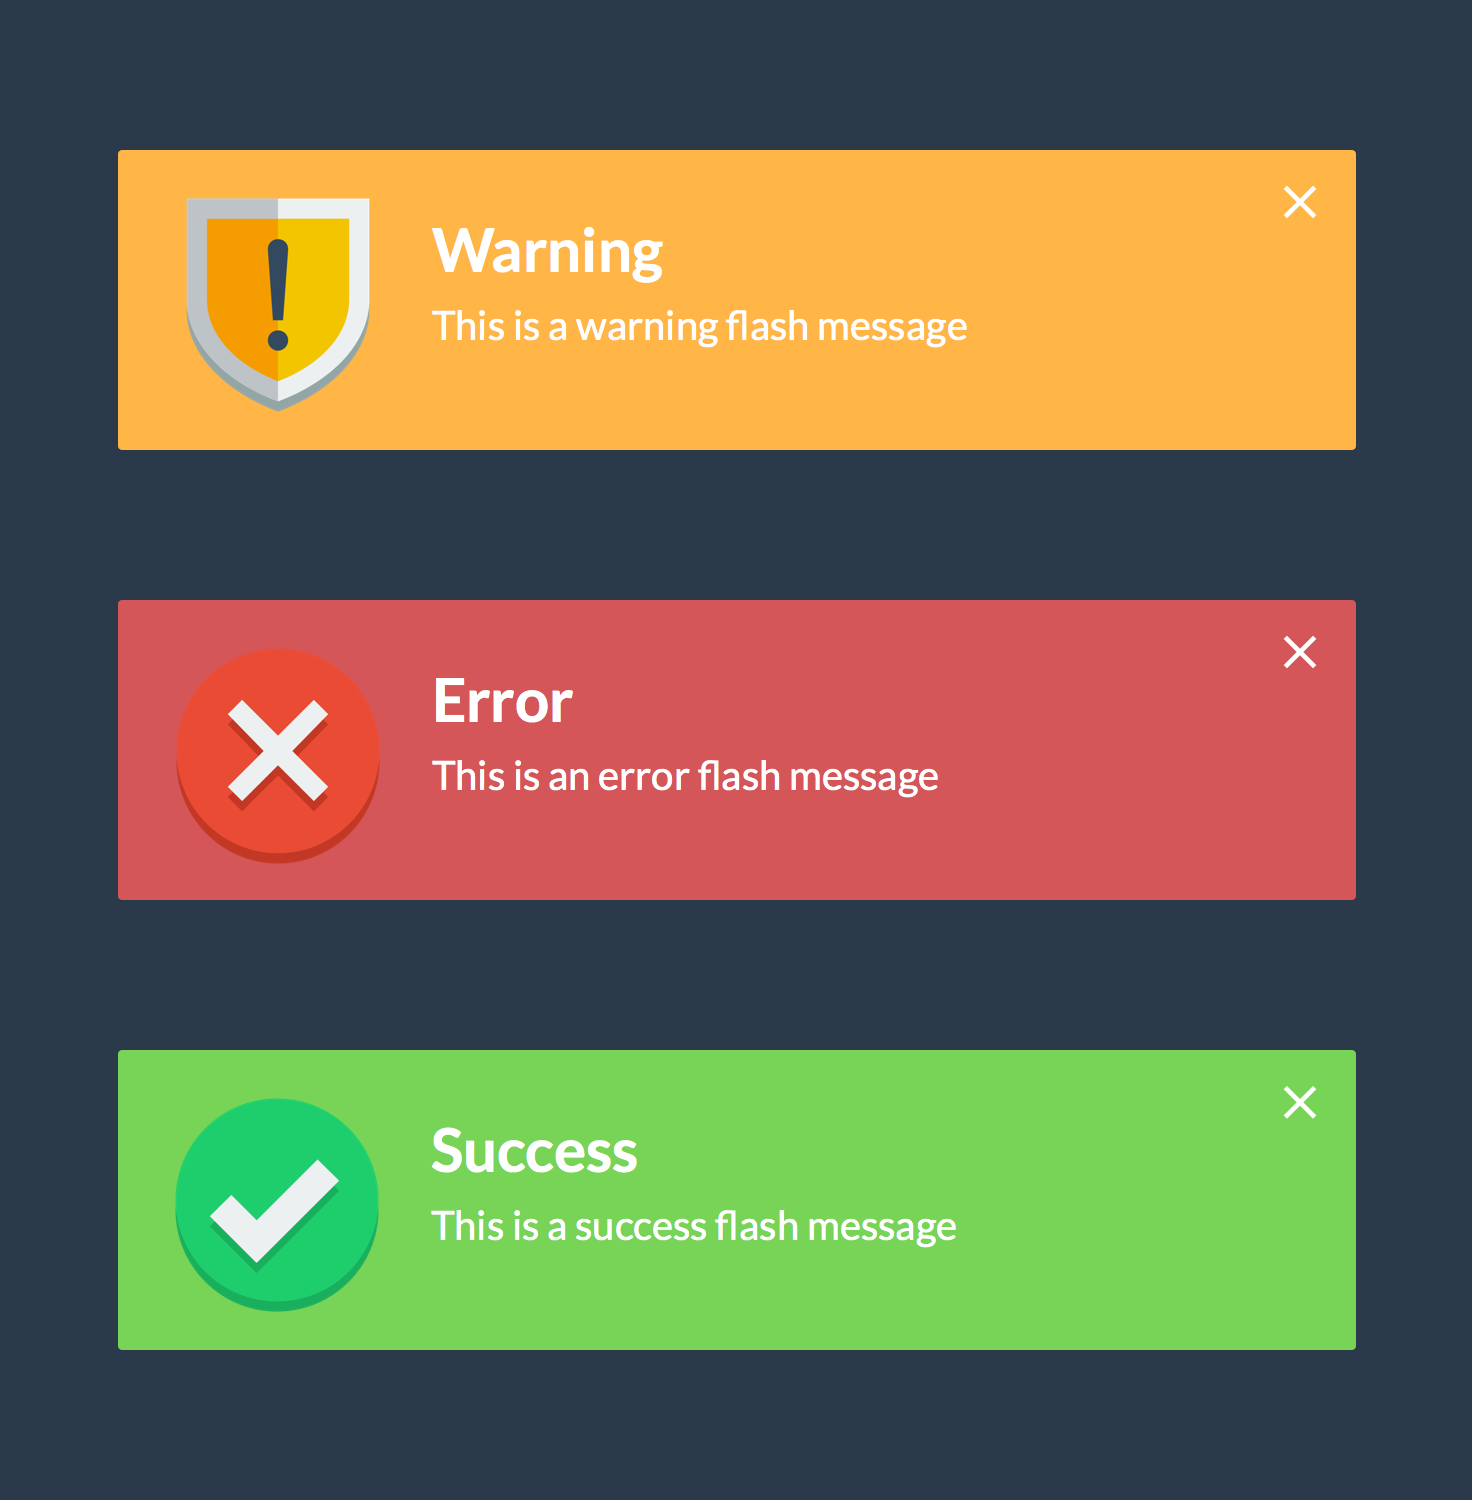 Warning
This is a warning flash message
Error
This is an error flash message
Success
This is a success flash message